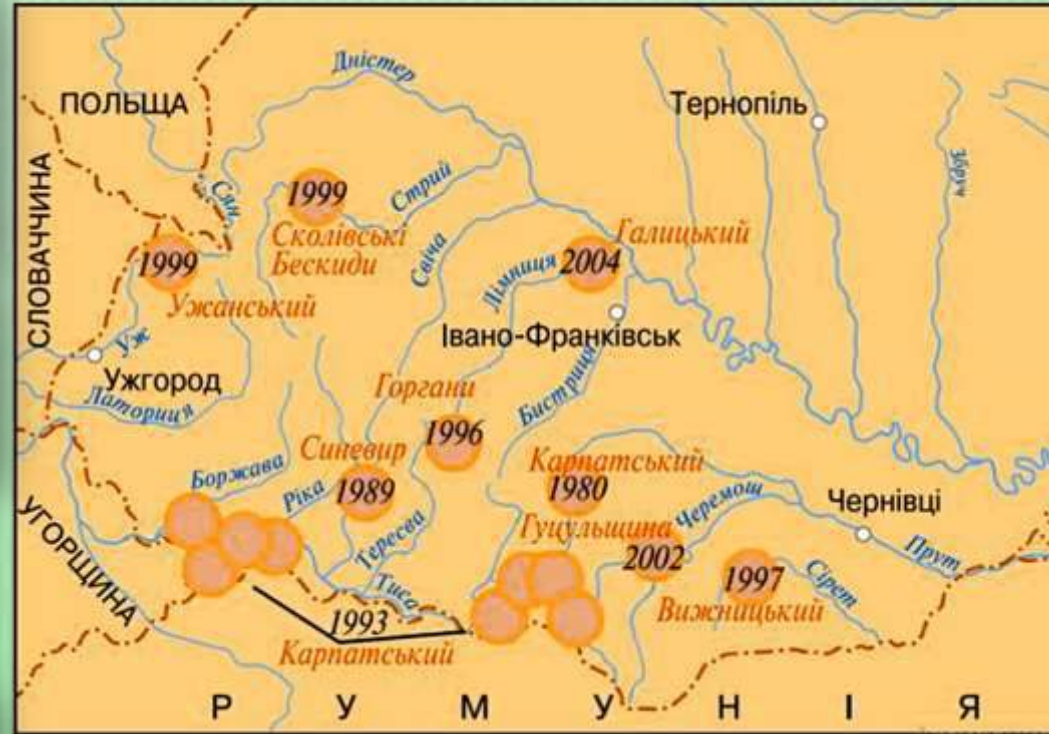 Дністер
ПОЛЬЩА
Тернопіль
Збруч
СЛОВАЧЧИНА
Сян
1999
Стрий
Сколівські
Бескиди
Галицький
1999
Ужанський
Свіча
Лімниця
2004
Івано-Франківськ
Уж
Ужгород
Латориця
Горгани
Бистриця
1996
Синевир
Боржава
Ріка
1989
Карпатський
1980
Черемош
Чернівці
УГОРЩИНА
Тересва
Гуцульщина
2002
Прут
Тиса
1997
Сірет
Вижницький
1993
Карпатський
РУМУНІЯ